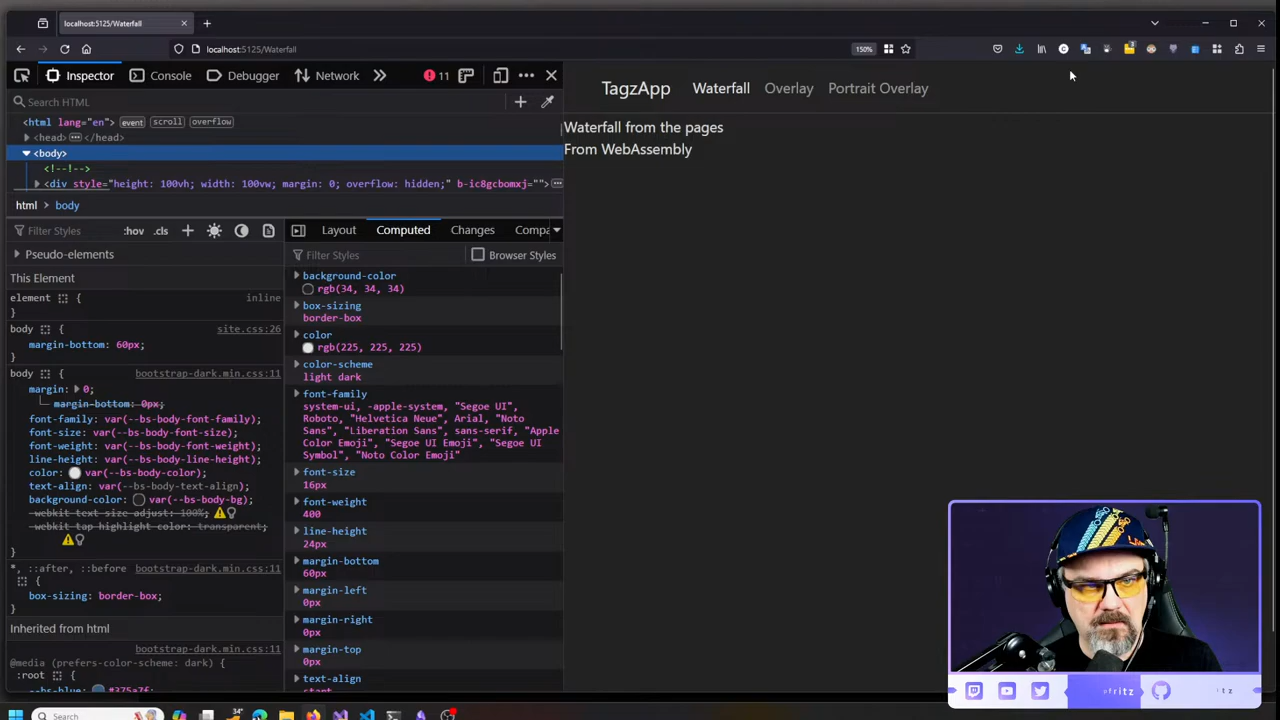 localhost:5125/Waterfall
localhost:5125/Waterfall
150%
Inspector
Console
Debugger
Network
11
Search HTML
<html lang="en"> event scroll overflow
<head> </head>
<body>
<!--!-->
<div style="height: 100vh; width: 100vw; margin: 0; overflow: hidden;" b-ic8gcbomxj="">
html
body
Filter Styles
:hov
.cls
Pseudo-elements
This Element
element { inline
}
body { site.css:26
margin-bottom: 60px;
}
body { bootstrap-dark.min.css:11
margin: 0;
margin-bottom: 0px;
font-family: var(--bs-body-font-family);
font-size: var(--bs-body-font-size);
font-weight: var(--bs-body-font-weight);
line-height: var(--bs-body-line-height);
color: var(--bs-body-color);
text-align: var(--bs-body-text-align);
background-color: var(--bs-body-bg);
-webkit-text-size-adjust: 100%;
-webkit-tap-highlight-color: transparent;
}
*, ::after, ::before bootstrap-dark.min.css:11
{
box-sizing: border-box;
}
Inherited from html
bootstrap-dark.min.css:11
@media (prefers-color-scheme: dark) {
:root {
--bs-blue: #375a7f;
Layout
Computed
Changes
Compa
Filter Styles
Browser Styles
background-color
rgb(34, 34, 34)
box-sizing
border-box
color
rgb(225, 225, 225)
color-scheme
light dark
font-family
system-ui, -apple-system, "Segoe UI",
Roboto, "Helvetica Neue", Arial, "Noto
Sans", "Liberation Sans", sans-serif, "Apple
Color Emoji", "Segoe UI Emoji", "Segoe UI
Symbol", "Noto Color Emoji"
font-size
16px
font-weight
400
line-height
24px
margin-bottom
60px
margin-left
0px
margin-right
0px
margin-top
0px
text-align
start
TagzApp
Waterfall
Overlay
Portrait Overlay
Waterfall from the pages
From WebAssembly
Search
34°